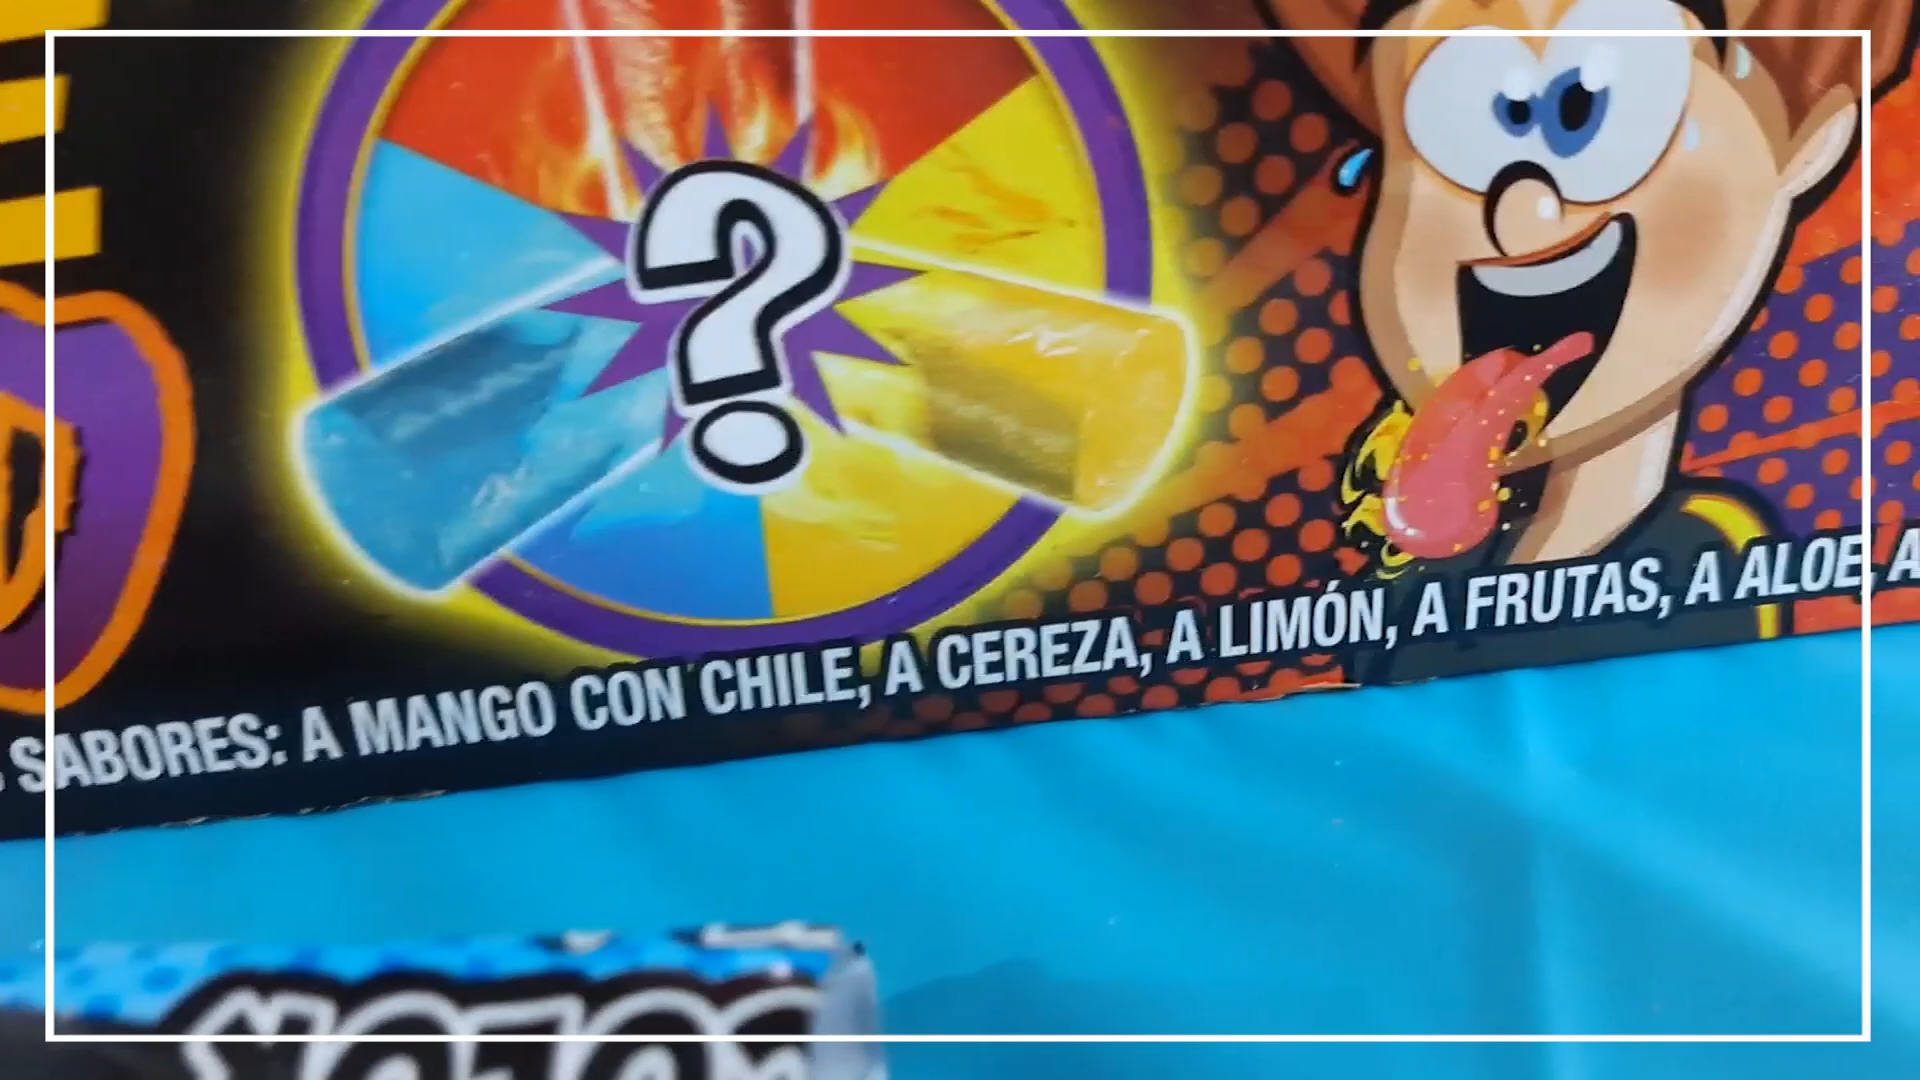 ?
SABORES: A MANGO CON CHILE, A CEREZA, A LIMÓN, A FRUTAS, A ALOE, A